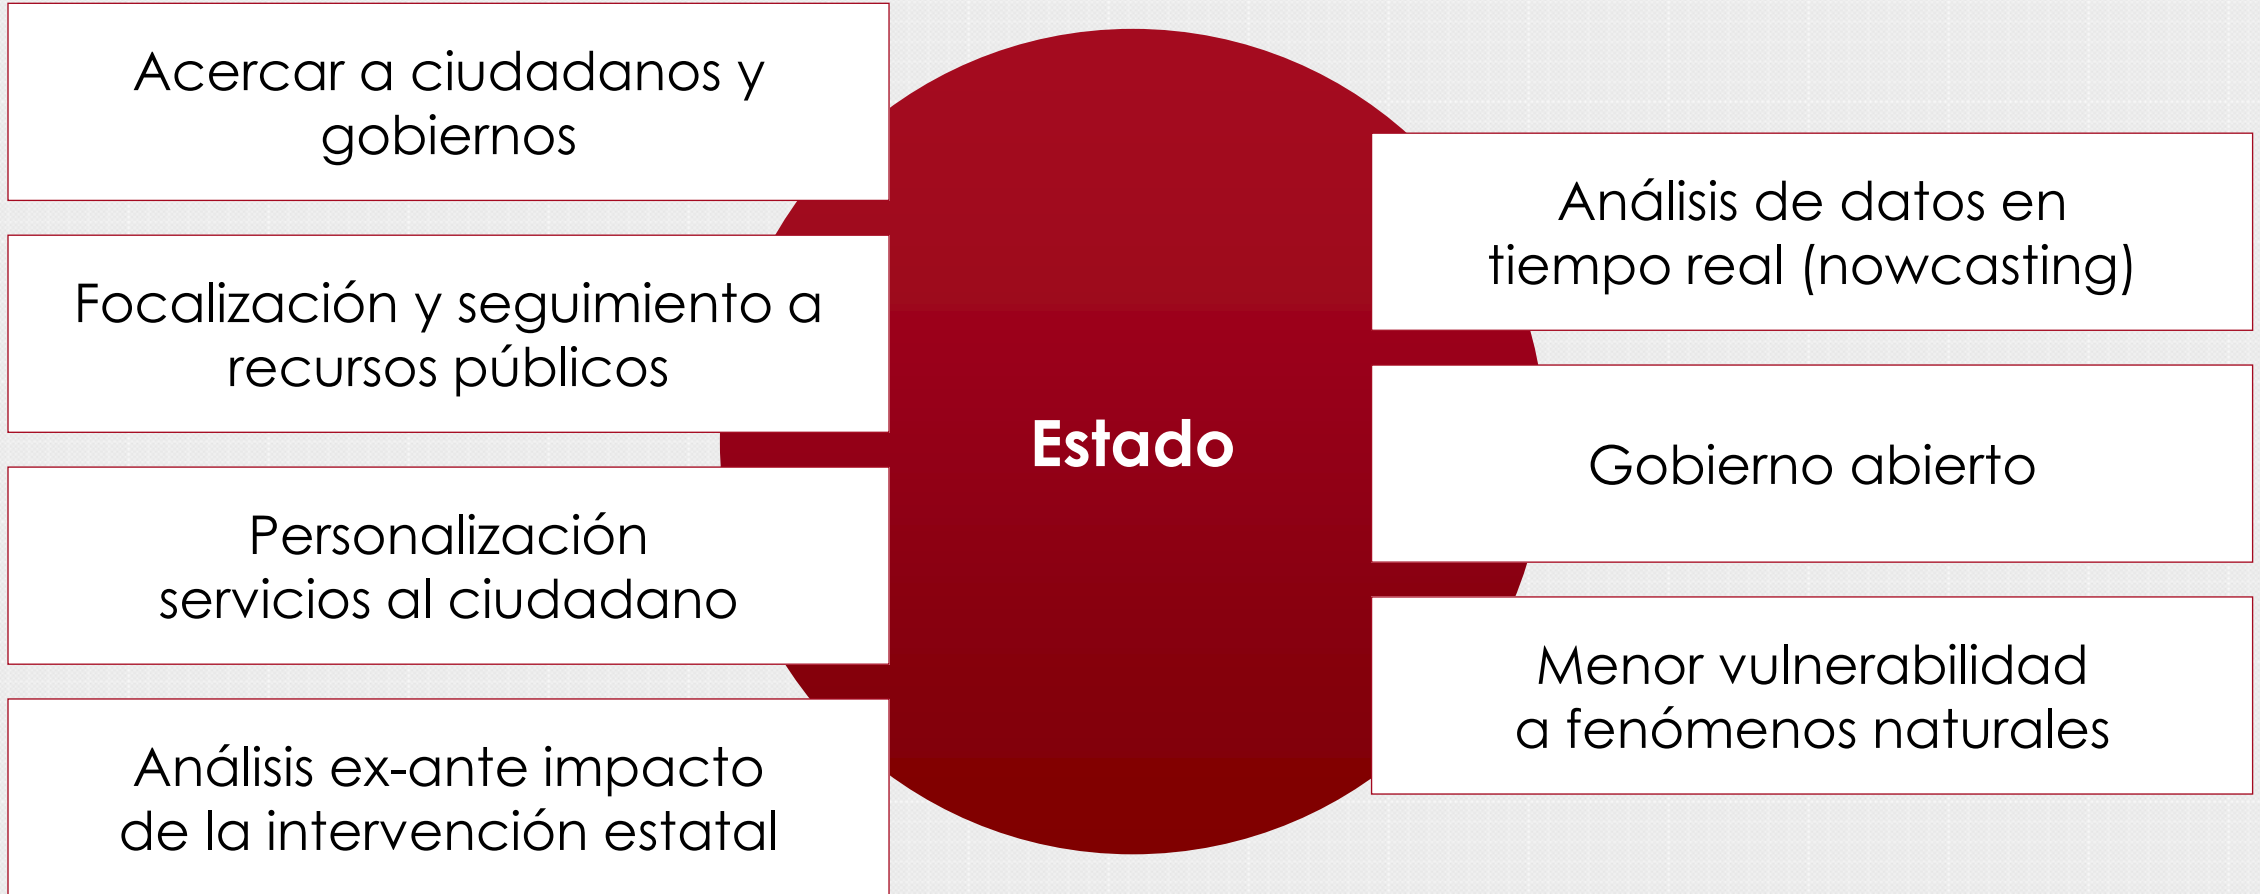 Acercar a ciudadanos y
gobiernos
Focalización y seguimiento a
recursos públicos
Personalización
servicios al ciudadano
Análisis ex-ante impacto
de la intervención estatal
Estado
Análisis de datos en
tiempo real (nowcasting)
Gobierno abierto
Menor vulnerabilidad
a fenómenos naturales